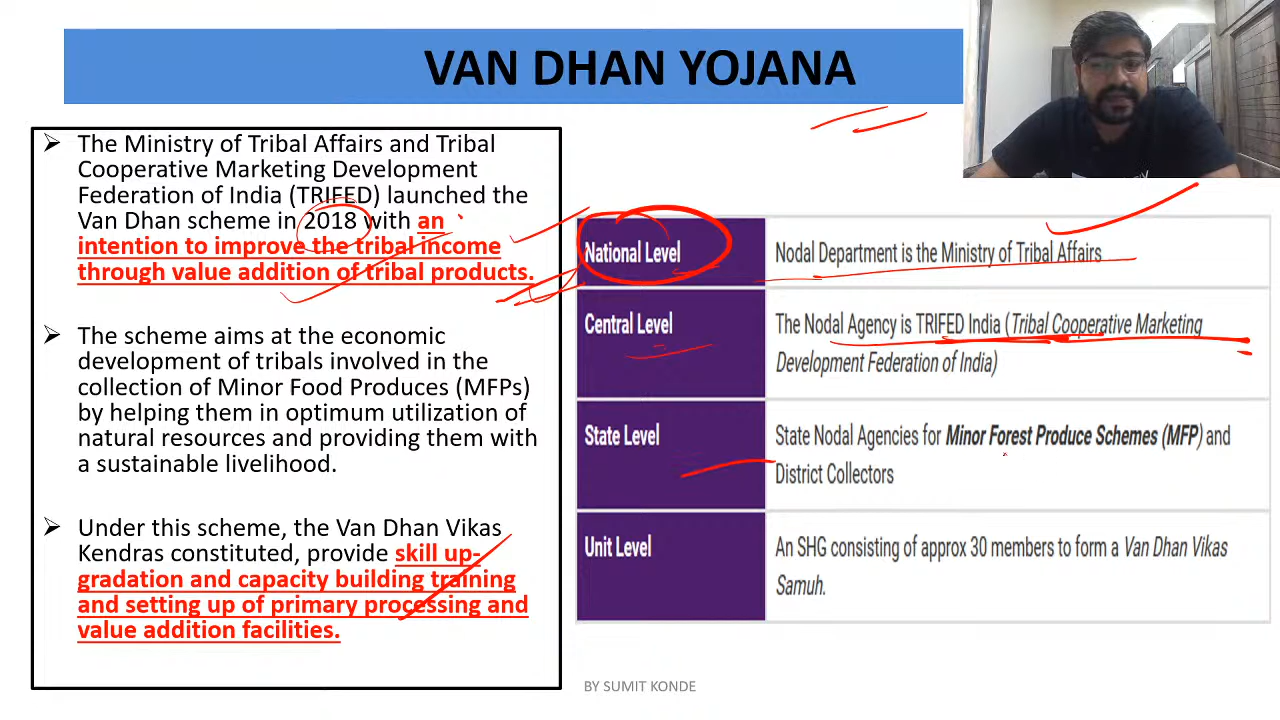 VAN DHAN YOJANA
➢ The Ministry of Tribal Affairs and Tribal
Cooperative Marketing Development
Federation of India (TRIFED) launched the
Van Dhan scheme in 2018 with an
intention to improve the tribal income
through value addition of tribal products.
➢ The scheme aims at the economic
development of tribals involved in the
collection of Minor Food Produces (MFPs)
by helping them in optimum utilization of
natural resources and providing them with
a sustainable livelihood.
➢ Under this scheme, the Van Dhan Vikas
Kendras constituted, provide skill up-
gradation and capacity building training
and setting up of primary processing and
value addition facilities.
National Level
Nodal Department is the Ministry of Tribal Affairs
Central Level
The Nodal Agency is TRIFED India (Tribal Cooperative Marketing
Development Federation of India)
State Level
State Nodal Agencies for Minor Forest Produce Schemes (MFP) and
District Collectors
Unit Level
An SHG consisting of approx 30 members to form a Van Dhan Vikas
Samuh.
BY SUMIT KONDE